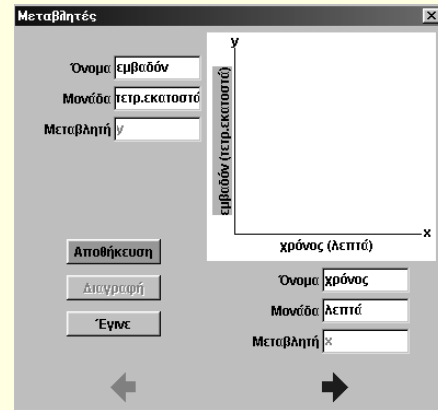 Μεταβλητές
y
Όνομα εμβαδόν
Μονάδα τετρ.εκατοστά
Μεταβλητή y
εμβαδόν (τετρ.εκατοστά)
x
χρόνος (λεπτά)
Αποθήκευση
Όνομα χρόνος
Διαγραφή
Μονάδα λεπτά
Έγινε
Μεταβλητή x